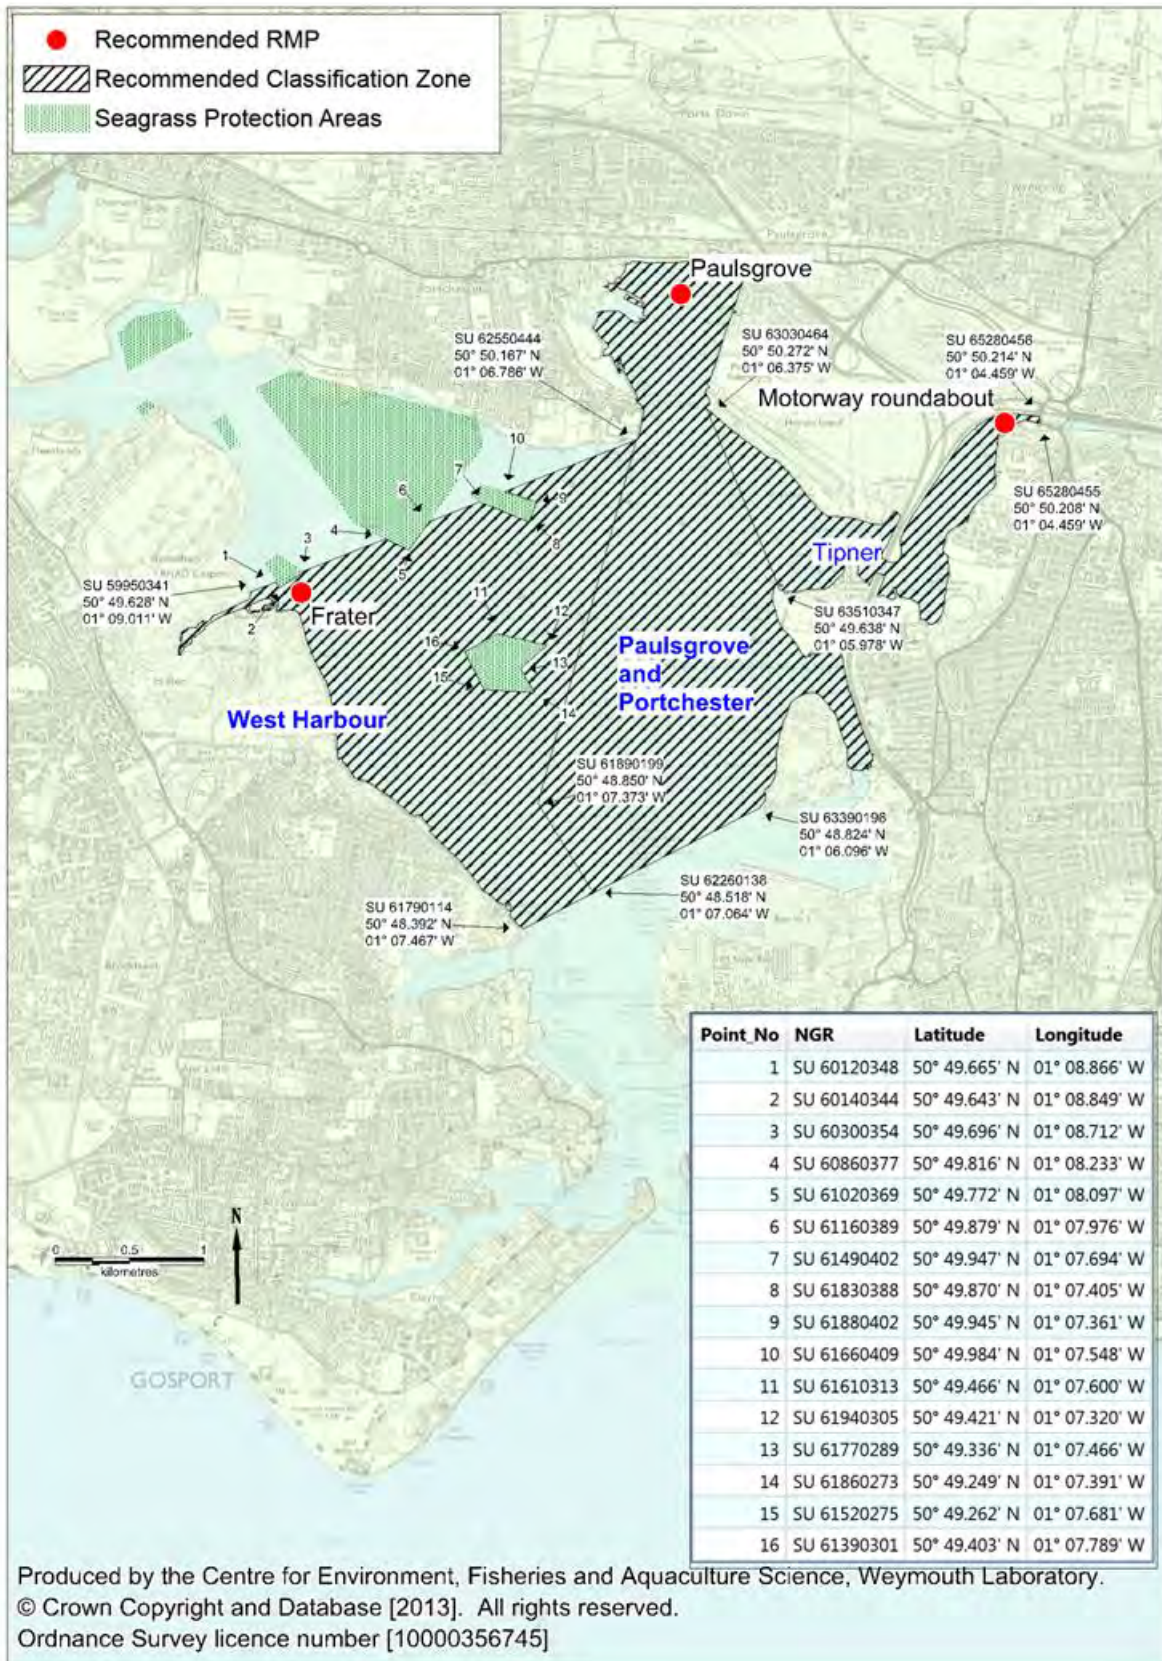 Recommended RMP
Recommended Classification Zone
Seagrass Protection Areas
Paulsgrove
Paulsgrove
SU 62550444
50° 50.167' N
01° 06.786' W
SU 63030464
50° 50.272' N
01° 06.375' W
SU 65280456
50° 50.214' N
01° 04.459' W
Motorway roundabout
SU 65280455
50° 50.208' N
01° 04.459' W
10
7
9
6
8
4
5
3
1
2
SU 59950341
50° 49.628' N
01° 09.011' W
Frater
Tipner
11
12
16
13
15
14
SU 63510347
50° 49.638' N
01° 05.978' W
Paulsgrove
and
Portchester
West Harbour
SU 61890199
50° 48.850' N
01° 07.373' W
SU 63390196
50° 48.824' N
01° 06.096' W
SU 62260138
50° 48.518' N
01° 07.064' W
SU 61790114
50° 48.392' N
01° 07.467' W
N
0 0.5 1
kilometres
GOSPORT
Point_No NGR Latitude Longitude
1 SU 60120348 50° 49.665' N 01° 08.866' W
2 SU 60140344 50° 49.643' N 01° 08.849' W
3 SU 60300354 50° 49.696' N 01° 08.712' W
4 SU 60860377 50° 49.816' N 01° 08.233' W
5 SU 61020369 50° 49.772' N 01° 08.097' W
6 SU 61160389 50° 49.879' N 01° 07.976' W
7 SU 61490402 50° 49.947' N 01° 07.694' W
8 SU 61830388 50° 49.870' N 01° 07.405' W
9 SU 61880402 50° 49.945' N 01° 07.361' W
10 SU 61660409 50° 49.984' N 01° 07.548' W
11 SU 61610313 50° 49.466' N 01° 07.600' W
12 SU 61940305 50° 49.421' N 01° 07.320' W
13 SU 61770289 50° 49.336' N 01° 07.466' W
14 SU 61860273 50° 49.249' N 01° 07.391' W
15 SU 61520275 50° 49.262' N 01° 07.681' W
16 SU 61390301 50° 49.403' N 01° 07.789' W
Produced by the Centre for Environment, Fisheries and Aquaculture Science, Weymouth Laboratory.
© Crown Copyright and Database [2013]. All rights reserved.
Ordnance Survey licence number [10000356745]